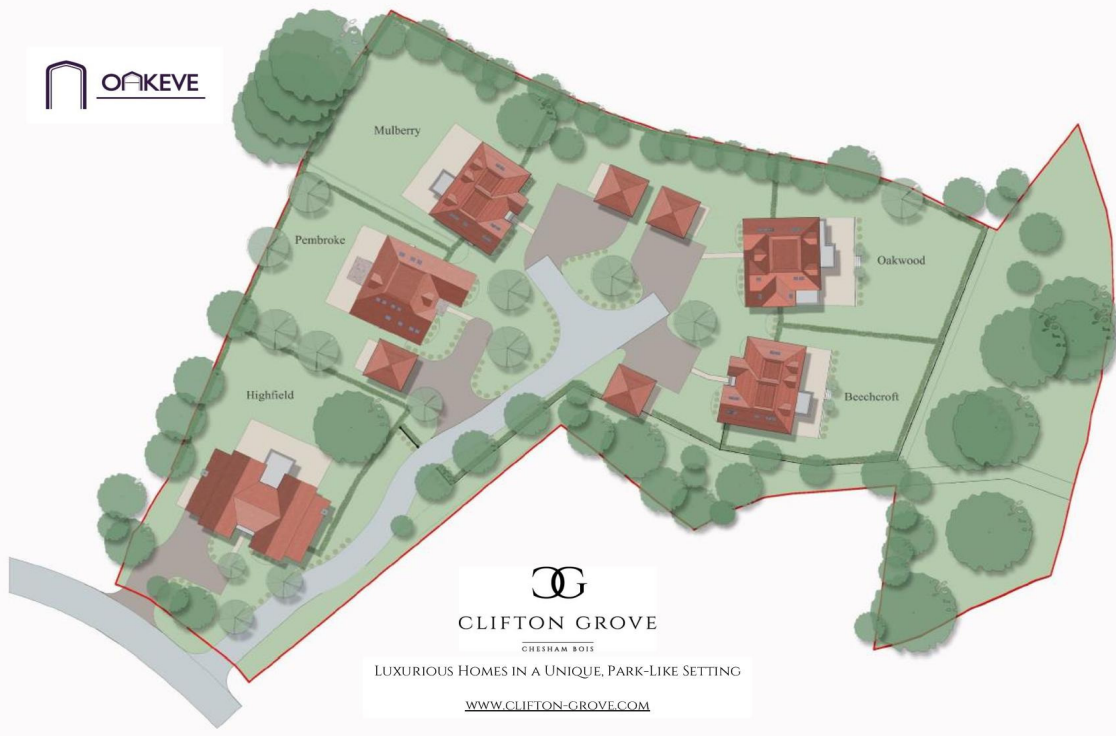 OAKEVE
Mulberry
Pembroke
Oakwood
Highfield
Beechcroft
CG
CLIFTON GROVE
CHESHAM BOIS
LUXURIOUS HOMES IN A UNIQUE, PARK-LIKE SETTING
WWW.CLIFTON-GROVE.COM